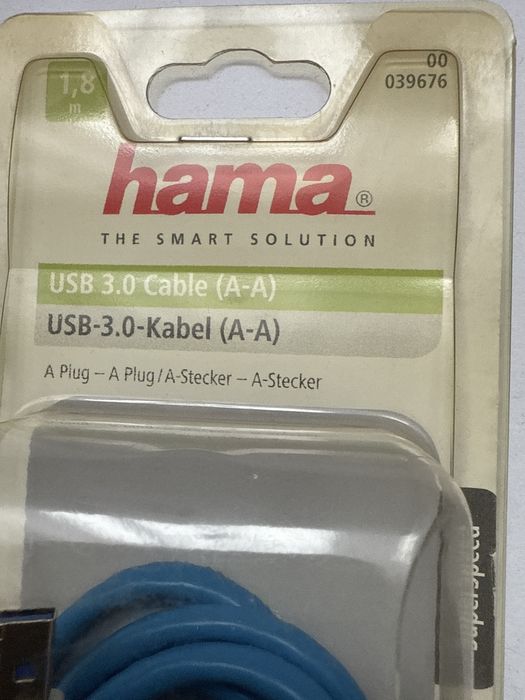 1,8
m
00
039676
hama®
THE SMART SOLUTION
USB 3.0 Cable (A-A)
USB-3.0-Kabel (A-A)
A Plug – A Plug/A-Stecker – A-Stecker
Superspeed